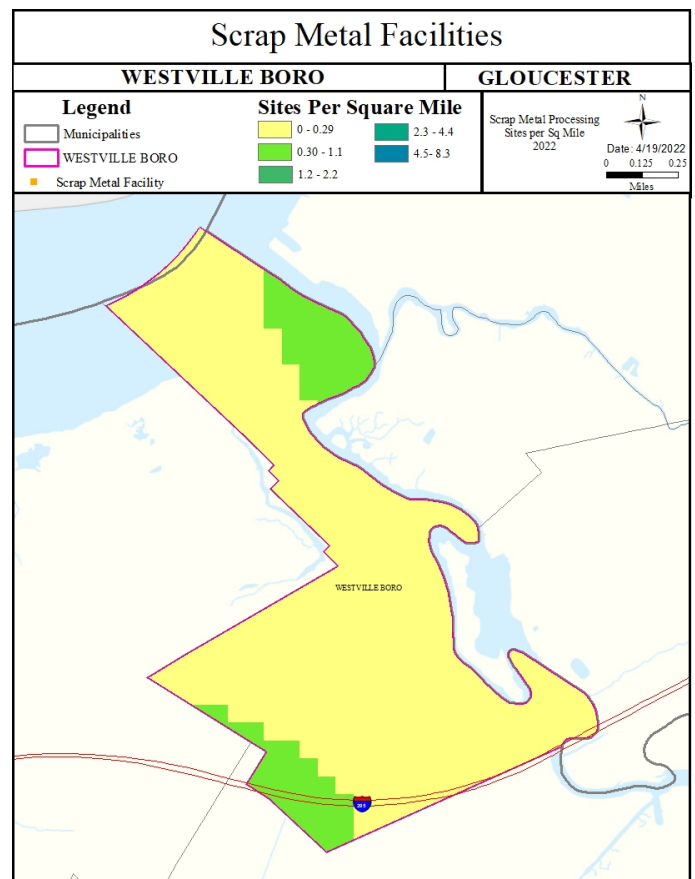 Scrap Metal Facilities
WESTVILLE BORO
GLOUCESTER
Legend
Municipalities
WESTVILLE BORO
Scrap Metal Facility
Sites Per Square Mile
0 - 0.29
0.30 - 1.1
1.2 - 2.2
2.3 - 4.4
4.5- 8.3
Scrap Metal Processing
Sites per Sq Mile
2022
N
Date: 4/19/2022
0 0.125 0.25
Miles
WESTVILLE BORO
295